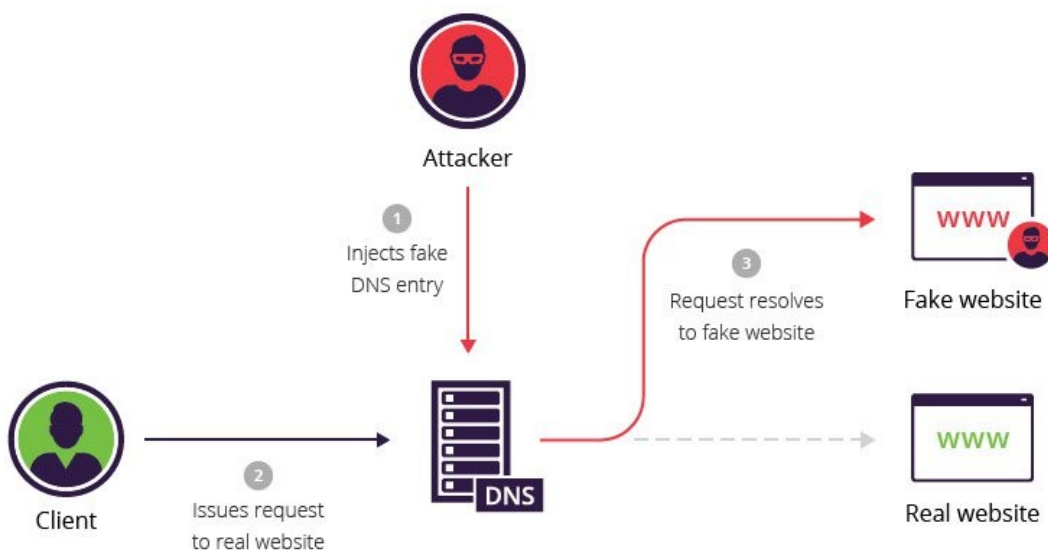 Attacker
1
Injects fake
DNS entry
WWW
3
Request resolves
to fake website
Fake website
DNS
WWW
Client
2
Issues request
to real website
Real website